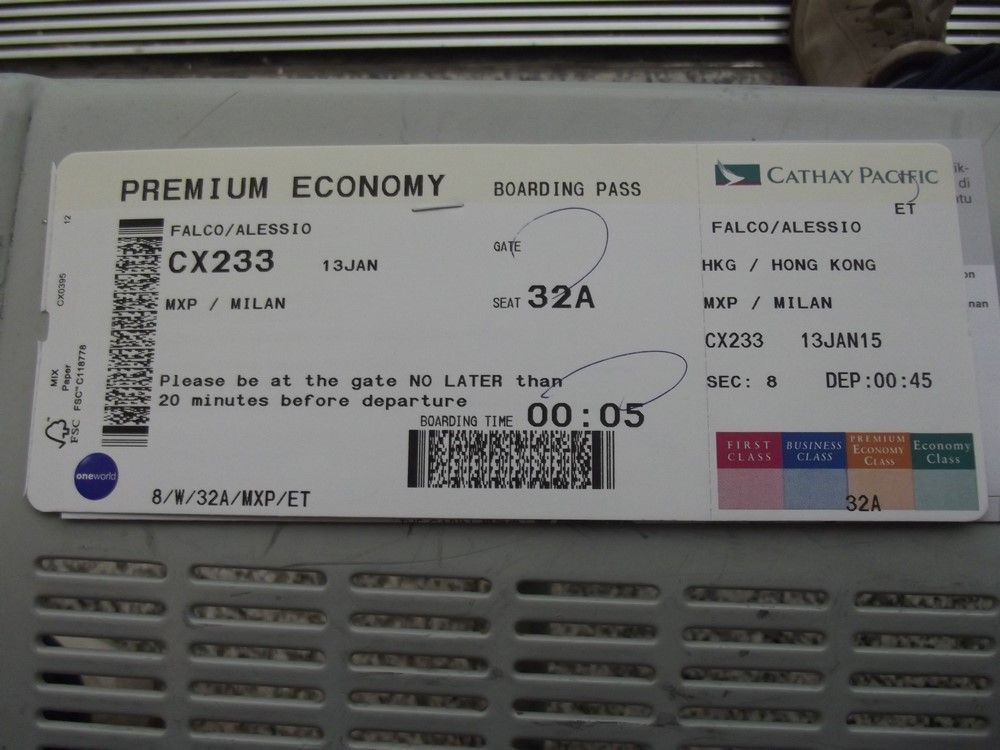 PREMIUM ECONOMY BOARDING PASS
FALCO/ALESSIO
CX233 13JAN
GATE
MXP / MILAN
SEAT 32A
Please be at the gate NO LATER than
20 minutes before departure
BOARDING TIME 00:05
8/W/32A/MXP/ET
oneworld
12
CX0395
MIX
Paper
FSC™ C118778
FSC
CATHAY PACIFIC
ET
FALCO/ALESSIO
HKG / HONG KONG
MXP / MILAN
CX233 13JAN15
SEC: 8 DEP:00:45
FIRST CLASS
BUSINESS CLASS
PREMIUM ECONOMY CLASS
Economy Class
32A
ik-
di